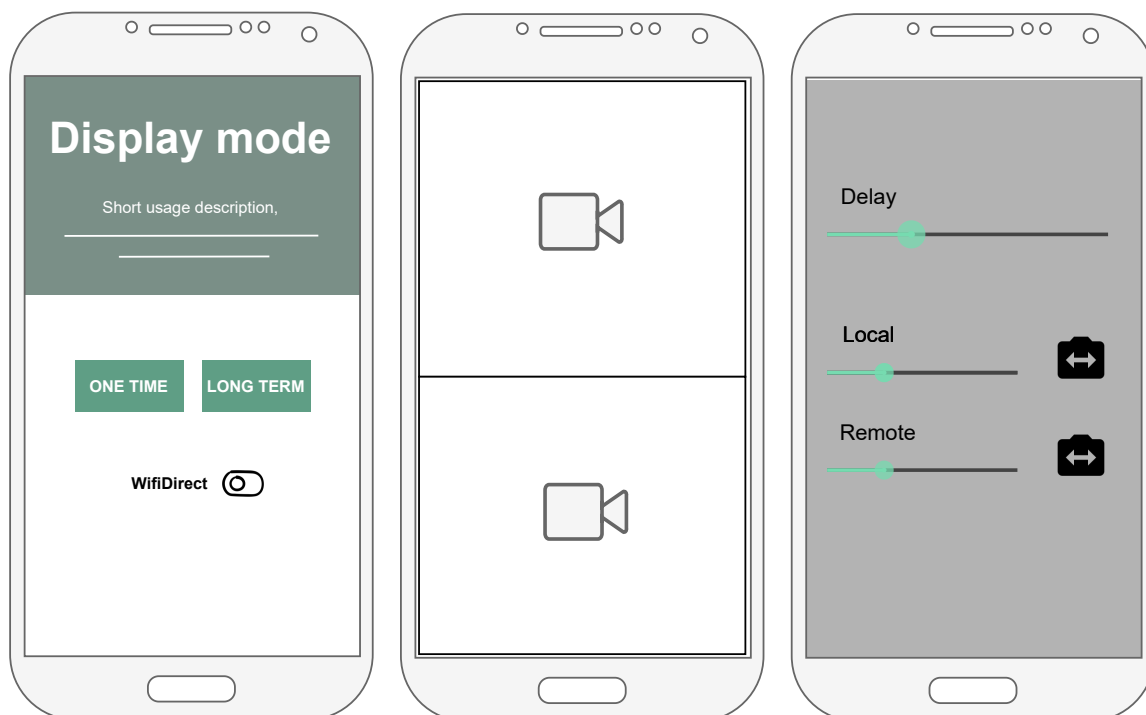 Display mode
Short usage description,
ONE TIME
LONG TERM
WifiDirect
Delay
Local
Remote